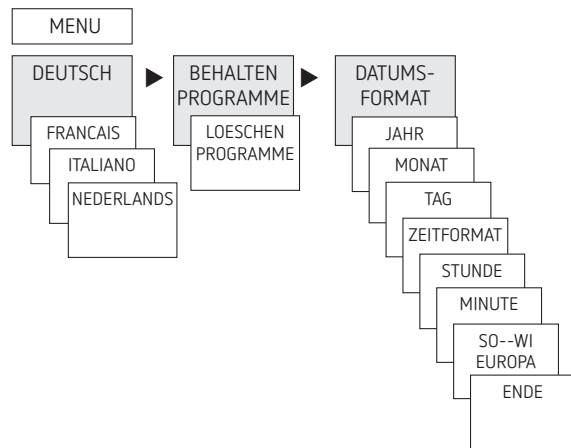 MENU
DEUTSCH
FRANCAIS
ITALIANO
NEDERLANDS
BEHALTEN
PROGRAMME
LOESCHEN
PROGRAMME
DATUMS-
FORMAT
JAHR
MONAT
TAG
ZEITFORMAT
STUNDE
MINUTE
SO--WI
EUROPA
ENDE